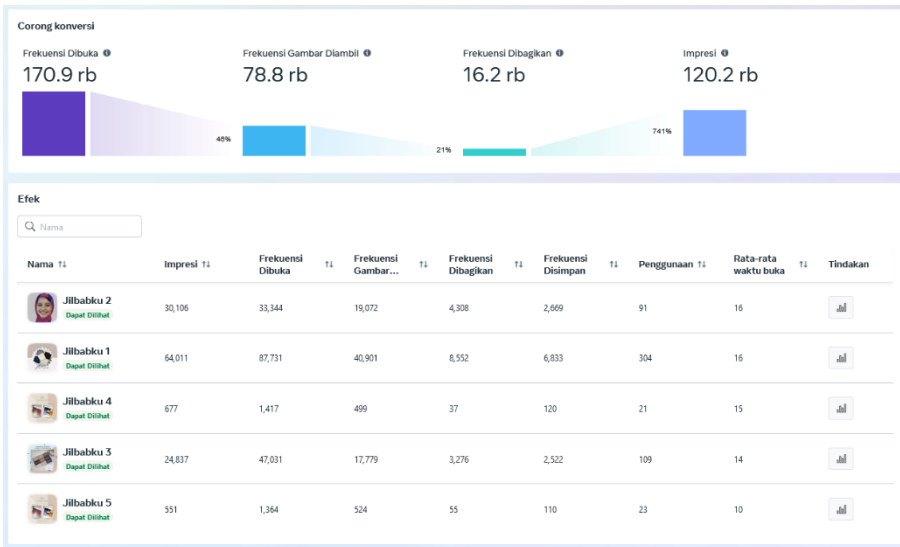 Corong konversi
Frekuensi Dibuka Frekuensi Gambar Diambil Frekuensi Dibagikan Impresi
170.9 rb 78.8 rb 16.2 rb 120.2 rb
46% 21% 741%
Efek
Nama
Nama Impresi Frekuensi Dibuka Frekuensi Gambar... Frekuensi Dibagikan Frekuensi Disimpan Penggunaan Rata-rata waktu buka Tindakan
Jilbabku 2 30,106 33,344 19,072 4,308 2,669 91 16
Dapat Dilihat
Jilbabku 1 64,011 87,731 40,901 8,552 6,833 304 16
Dapat Dilihat
Jilbabku 4 677 1,417 499 37 120 21 15
Dapat Dilihat
Jilbabku 3 24,837 47,031 17,779 3,276 2,522 109 14
Dapat Dilihat
Jilbabku 5 551 1,364 524 55 110 23 10
Dapat Dilihat